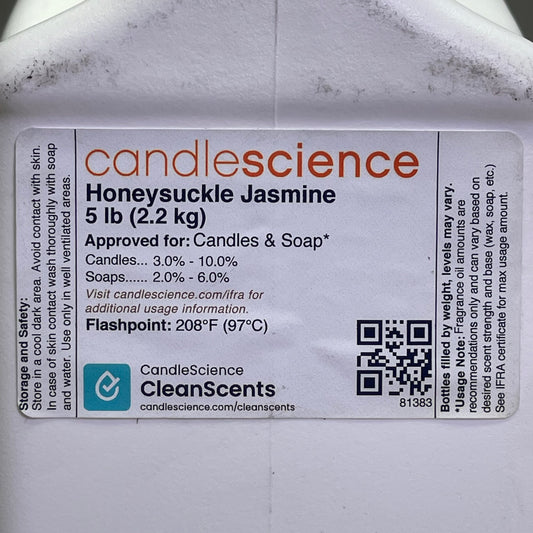 Storage and Safety:
Store in a cool dark area. Avoid contact with skin.
In case of skin contact wash thoroughly with soap
and water. Use only in well ventilated areas.
candlescience
Honeysuckle Jasmine
5 lb (2.2 kg)
Approved for: Candles & Soap*
Candles... 3.0% - 10.0%
Soaps...... 2.0% - 6.0%
Visit candlescience.com/ifra for
additional usage information.
Flashpoint: 208°F (97°C)
CandleScience
CleanScents
candlescience.com/cleanscents
81383
Bottles filled by weight, levels may vary.
*Usage Note: Fragrance oil amounts are
recommendations only and can vary based on
desired scent strength and base (wax, soap, etc.)
See IFRA certificate for max usage amount.